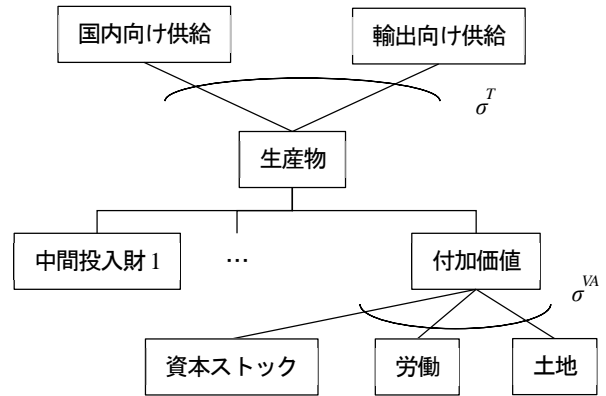 国内向け供給
輸出向け供給
σ^T
生産物
中間投入財 1
…
付加価値
σ^VA
資本ストック
労働
土地